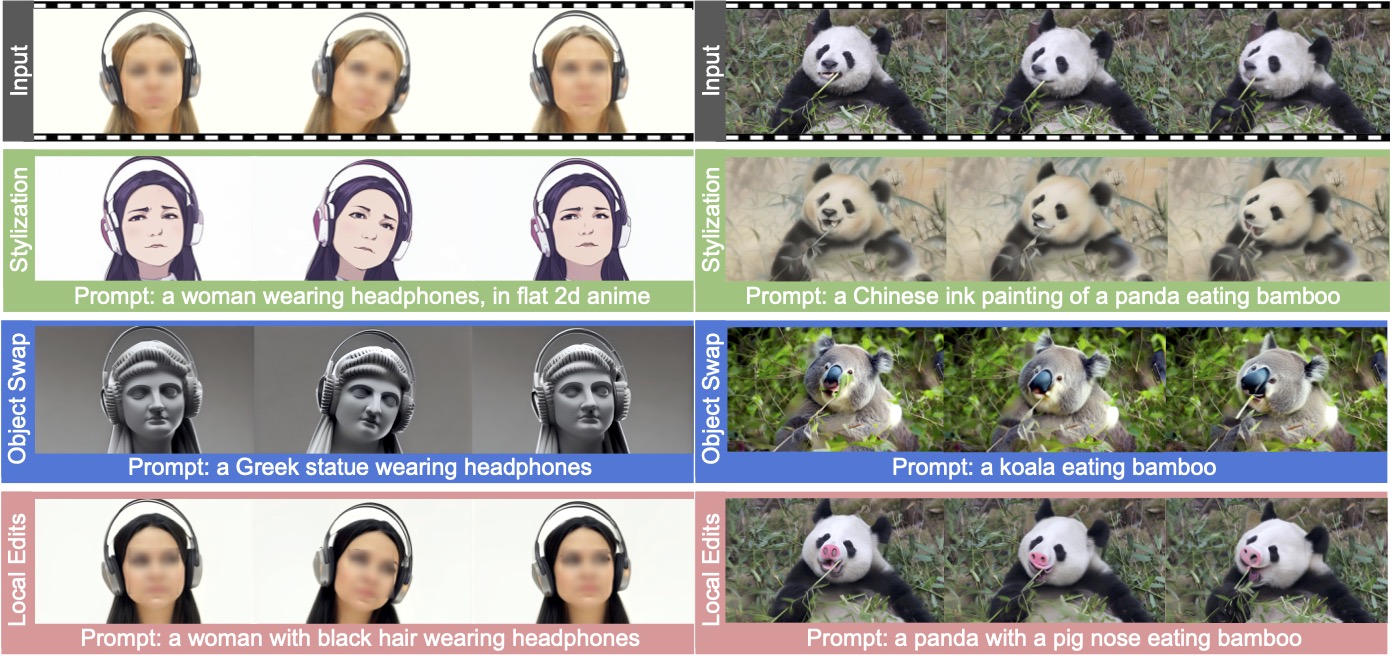 Input
Input
Stylization
Prompt: a woman wearing headphones, in flat 2d anime
Stylization
Prompt: a Chinese ink painting of a panda eating bamboo
Object Swap
Prompt: a Greek statue wearing headphones
Object Swap
Prompt: a koala eating bamboo
Local Edits
Prompt: a woman with black hair wearing headphones
Local Edits
Prompt: a panda with a pig nose eating bamboo